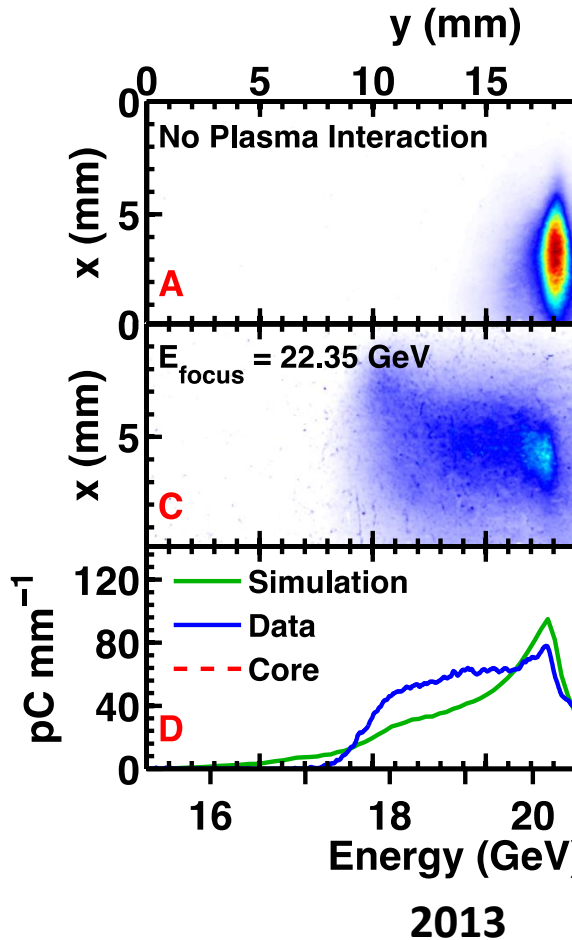 y (mm)
0 5 10 15
0
No Plasma Interaction
x (mm)
5
A
0
E_focus = 22.35 GeV
x (mm)
5
C
120
Simulation
80
Data
pC mm⁻¹
40
Core
D
0
16 18 20
Energy (GeV
2013